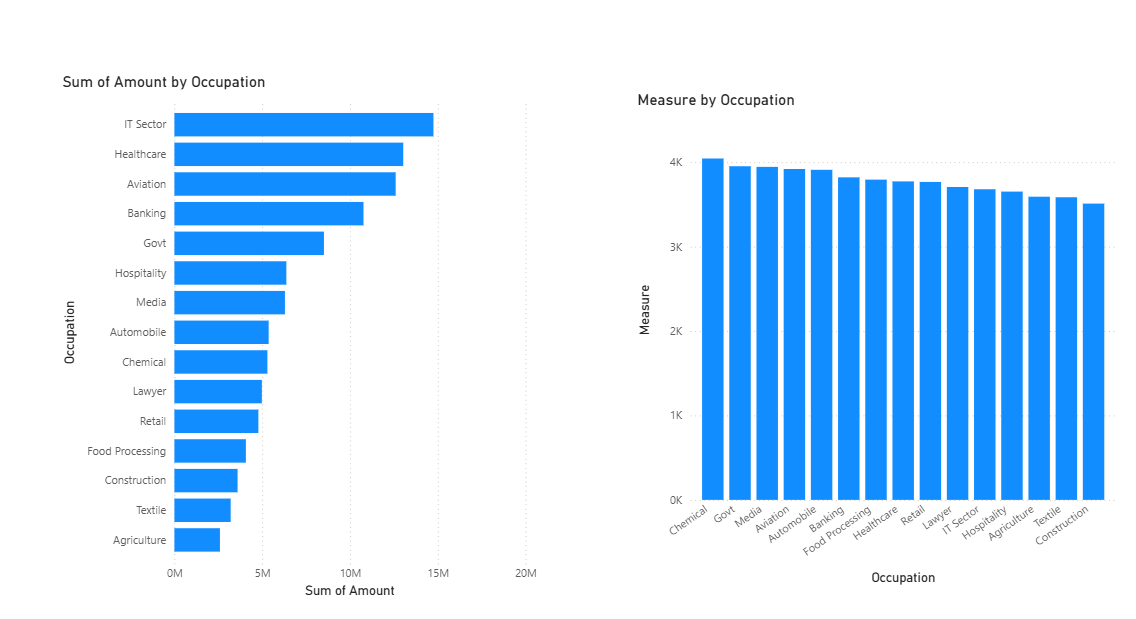 Sum of Amount by Occupation
Occupation
IT Sector
Healthcare
Aviation
Banking
Govt
Hospitality
Media
Automobile
Chemical
Lawyer
Retail
Food Processing
Construction
Textile
Agriculture
0M 5M 10M 15M 20M
Sum of Amount
Measure by Occupation
Measure
4K
3K
2K
1K
0K
Chemical
Govt
Media
Aviation
Automobile
Banking
Food Processing
Healthcare
Retail
Lawyer
IT Sector
Hospitality
Agriculture
Textile
Construction
Occupation